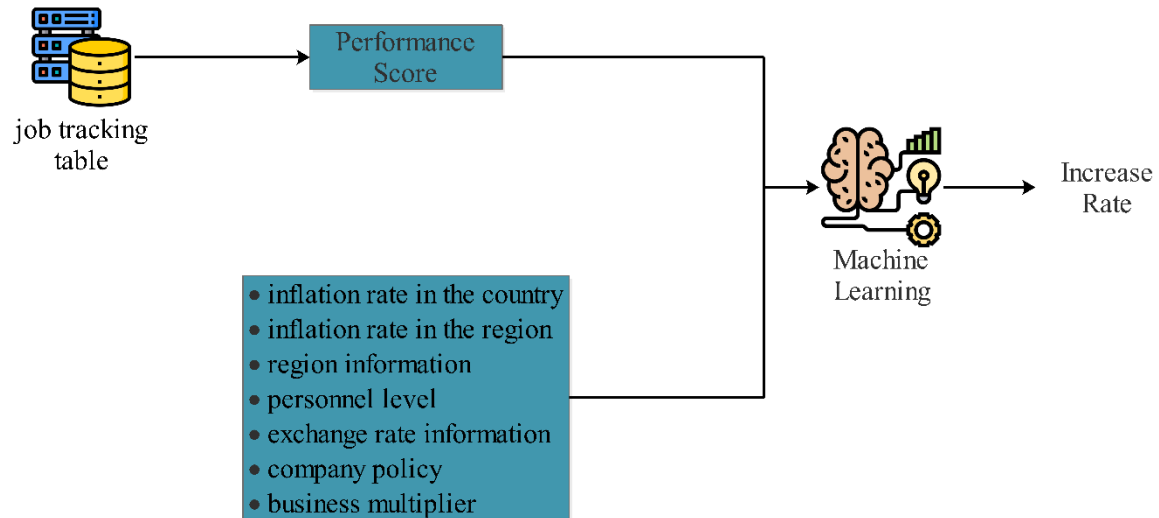 Performance
Score
job tracking
table
Increase
Rate
Machine
Learning
• inflation rate in the country
• inflation rate in the region
• region information
• personnel level
• exchange rate information
• company policy
• business multiplier